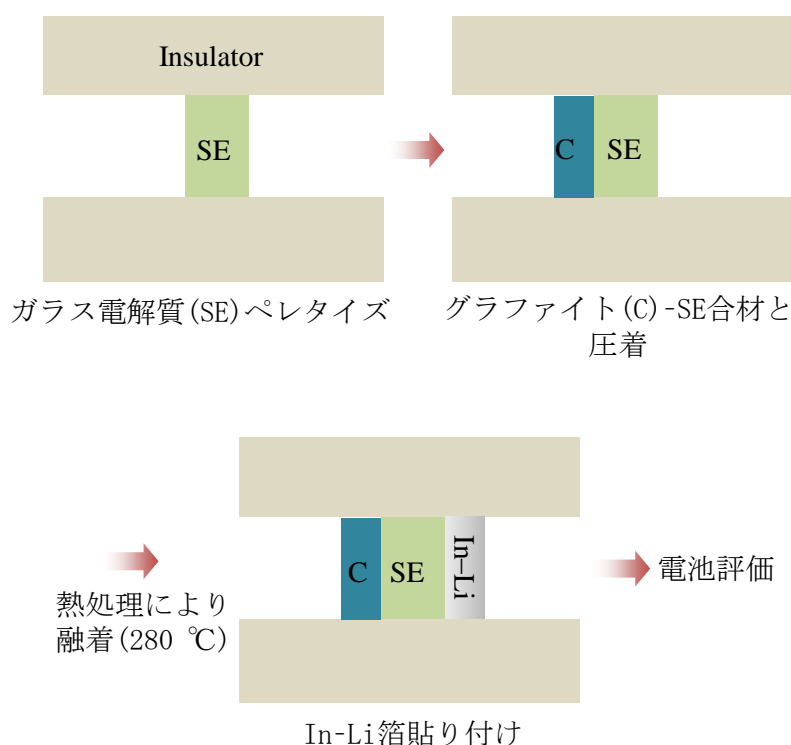 Insulator
SE
C SE
ガラス電解質(SE)ペレタイズ
グラファイト(C)-SE合材と
圧着
熱処理により
融着(280 ℃)
C SE In-Li
電池評価
In-Li箔貼り付け